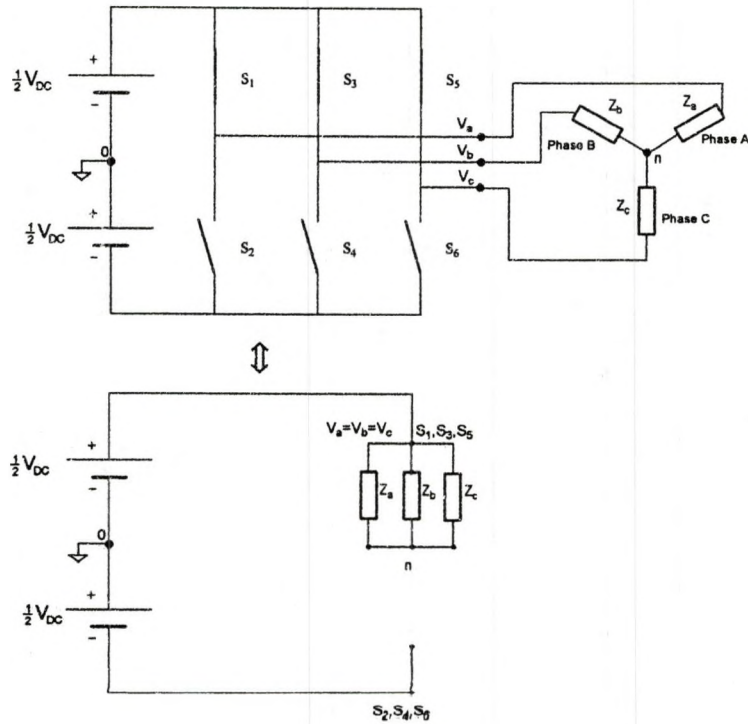 +
½ V_DC
-
S₁
S₃
S₅
V_a
V_b
V_c
Z_b
Z_a
Phase B
n
Phase A
Z_c
Phase C
0
+
½ V_DC
-
S₂
S₄
S₆
V_a=V_b=V_c
S₁,S₃,S₅
+
½ V_DC
-
Z_a
Z_b
Z_c
0
n
+
½ V_DC
-
S₂,S₄,S₆